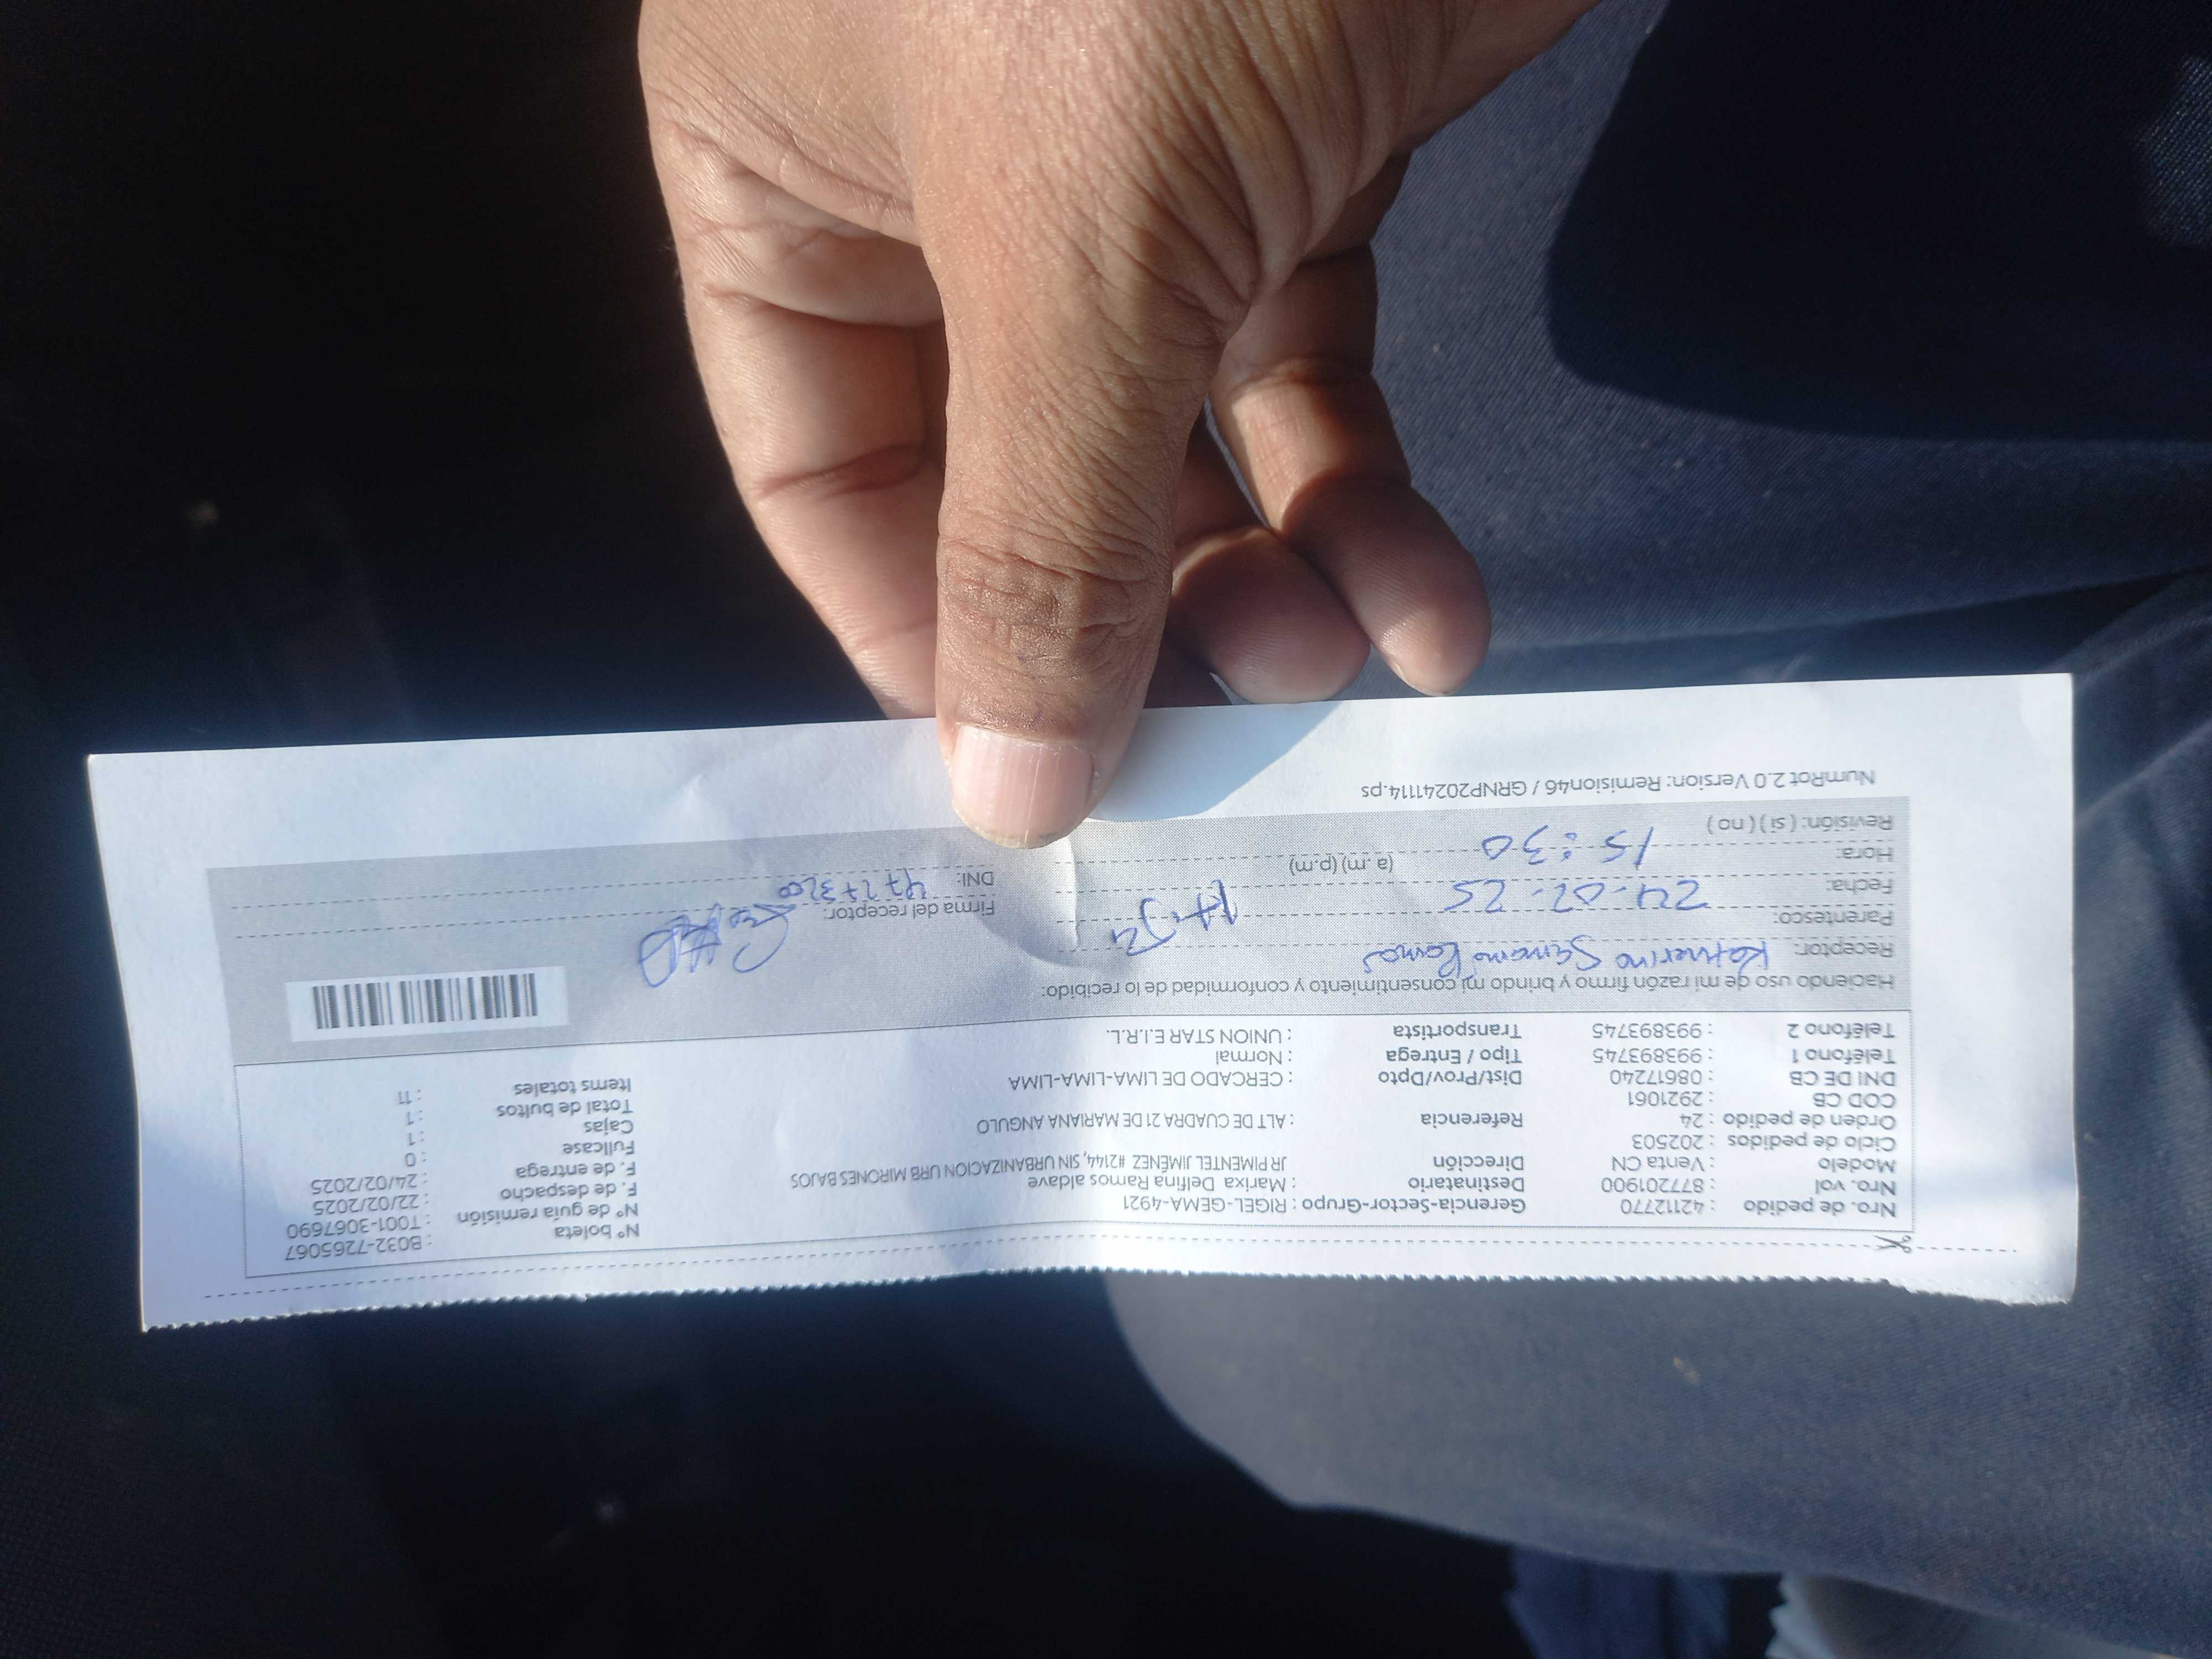 Nro. de pedido : 42112770 Gerencia-Sector-Grupo : RIGEL-GEMA-4921 N° boleta : B032-7265067
Nro. vol : 877201900 Destinatario : Marixa Delfina Ramos aldave N° de guía remisión : T001-3067690
Modelo : Venta CN Dirección JR PIMENTEL JIMÉNEZ #2144, SIN URBANIZACION URB MIRONES BAJOS F. de despacho : 22/02/2025
Ciclo de pedidos : 202503 F. de entrega : 24/02/2025
Orden de pedido : 24 Referencia : ALT DE CUADRA 21 DE MARIANA ANGULO Fullcase : 0
COD CB : 2921061 Cajas : 1
DNI DE CB : 08617240 Dist/Prov/Dpto : CERCADO DE LIMA-LIMA-LIMA Total de bultos : 1
Teléfono 1 : 993893745 Tipo / Entrega : Normal Items totales : 11
Teléfono 2 : 993893745 Transportista : UNION STAR E.I.R.L.
Haciendo uso de mi razón firmo y brindo mi consentimiento y conformidad de lo recibido:
Receptor: Ramos
Parentesco:
Firma del receptor:
Fecha: 24-02-25
DNI:
Hora: 15:30 (a. m) (p.m)
Revisión: ( si ) ( no )
NumRot 2.0 Version: Remision46 / GRNP20241114.ps